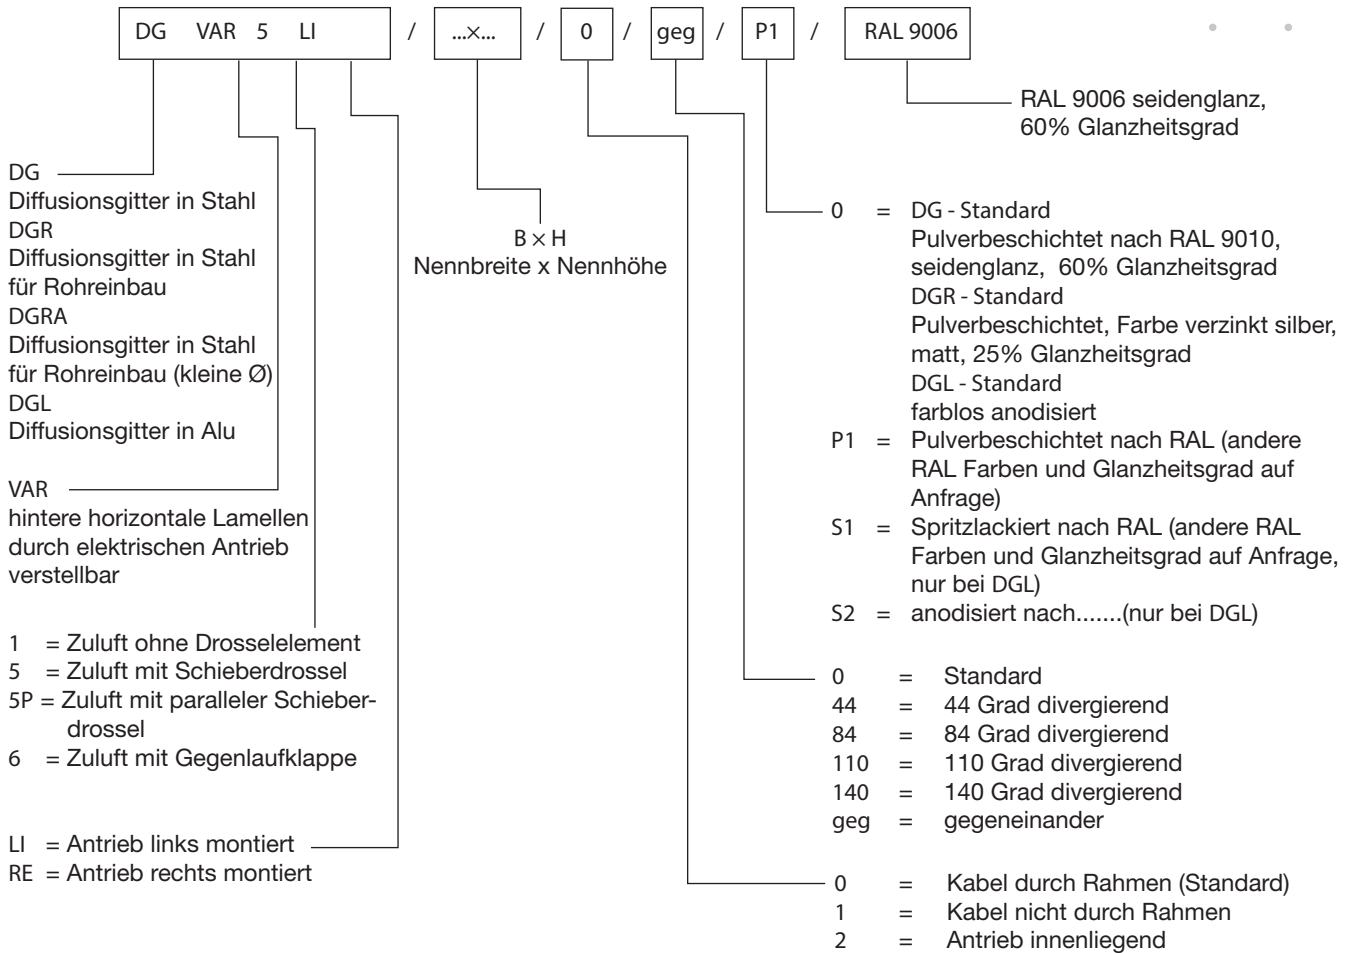 DG VAR 5 LI / ...×... / 0 / geg / P1 / RAL 9006
RAL 9006 seidenglanz,
60% Glanzheitsgrad
DG
Diffusionsgitter in Stahl
DGR
Diffusionsgitter in Stahl
für Rohreinbau
DGRA
Diffusionsgitter in Stahl
für Rohreinbau (kleine Ø)
DGL
Diffusionsgitter in Alu
VAR
hintere horizontale Lamellen
durch elektrischen Antrieb
verstellbar
1 = Zuluft ohne Drosselelement
5 = Zuluft mit Schieberdrossel
5P = Zuluft mit paralleler Schieber-
drossel
6 = Zuluft mit Gegenlaufklappe
LI = Antrieb links montiert
RE = Antrieb rechts montiert
B × H
Nennbreite x Nennhöhe
0 = DG - Standard
Pulverbeschichtet nach RAL 9010,
seidenglanz, 60% Glanzheitsgrad
DGR - Standard
Pulverbeschichtet, Farbe verzinkt silber,
matt, 25% Glanzheitsgrad
DGL - Standard
farblos anodisiert
P1 = Pulverbeschichtet nach RAL (andere
RAL Farben und Glanzheitsgrad auf
Anfrage)
S1 = Spritzlackiert nach RAL (andere RAL
Farben und Glanzheitsgrad auf Anfrage,
nur bei DGL)
S2 = anodisiert nach.......(nur bei DGL)
0 = Standard
44 = 44 Grad divergierend
84 = 84 Grad divergierend
110 = 110 Grad divergierend
140 = 140 Grad divergierend
geg = gegeneinander
0 = Kabel durch Rahmen (Standard)
1 = Kabel nicht durch Rahmen
2 = Antrieb innenliegend